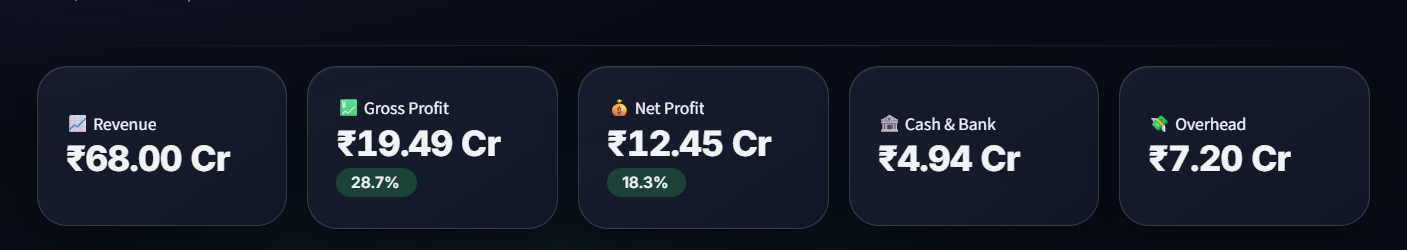 Revenue
₹68.00 Cr
Gross Profit
₹19.49 Cr
28.7%
Net Profit
₹12.45 Cr
18.3%
Cash & Bank
₹4.94 Cr
Overhead
₹7.20 Cr